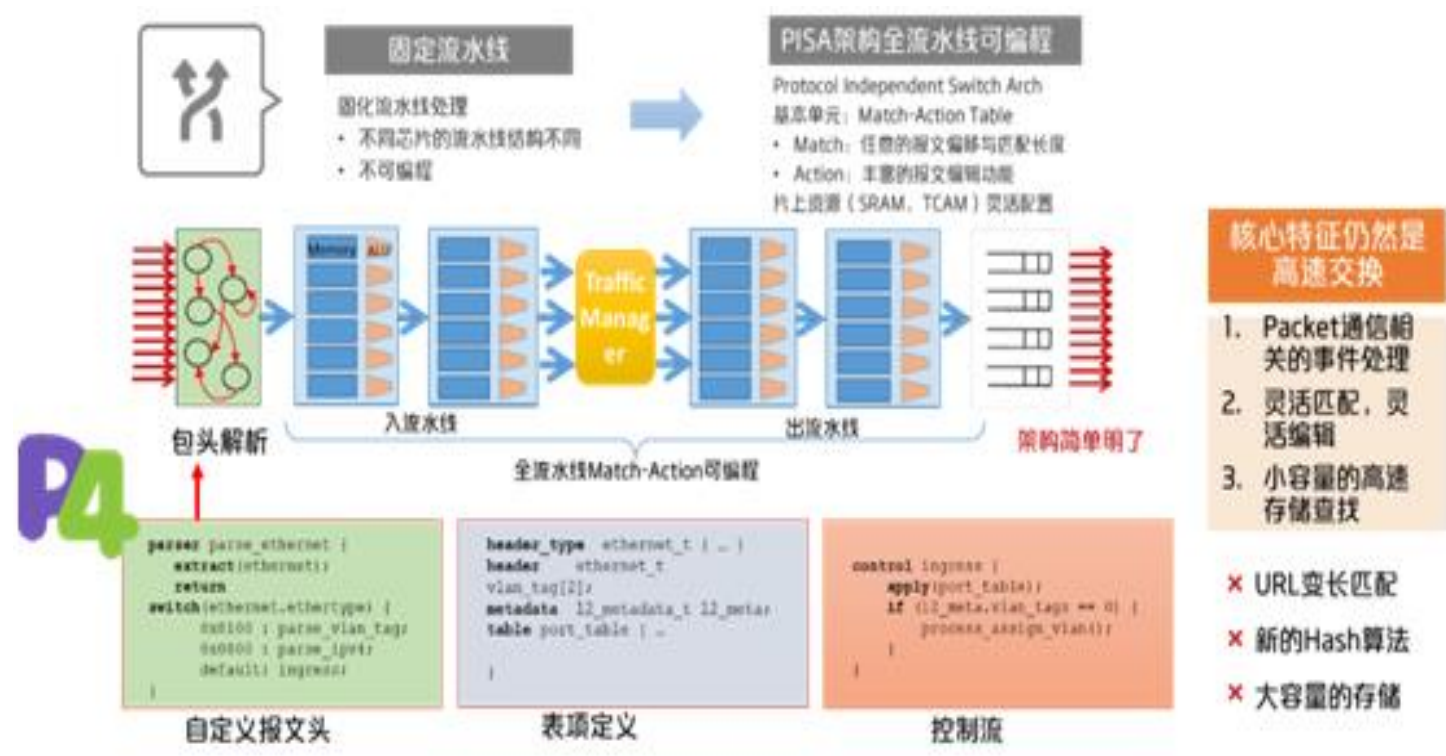 固定流水线
固化流水线处理
• 不同芯片的流水线结构不同
• 不可编程
PISA架构全流水线可编程
Protocol Independent Switch Arch
基本单元：Match-Action Table
• Match：任意的报文偏移与匹配长度
• Action：丰富的报文编辑功能
片上资源（SRAM，TCAM）灵活配置
Memory ALU
Traffic
Manag
er
入流水线
出流水线
包头解析
全流水线Match-Action可编程
架构简单明了
核心特征仍然是
高速交换
1. Packet通信相
关的事件处理
2. 灵活匹配，灵
活编辑
3. 小容量的高速
存储查找
× URL变长匹配
× 新的Hash算法
× 大容量的存储
P4
parser parse_ethernet {
extract(ethernet);
return
switch(ethernet.ethertype) {
0x8100 : parse_vlan_tag;
0x0800 : parse_ipv4;
default: ingress;
}
自定义报文头
header_type ethernet_t { … }
header ethernet_t
vlan_tag[2];
metadata l2_metadata_t l2_meta;
table port_table { …
}
表项定义
control ingress {
apply(port_table);
if (l2_meta.vlan_tags == 0) {
process_assign_vlan();
}
}
控制流